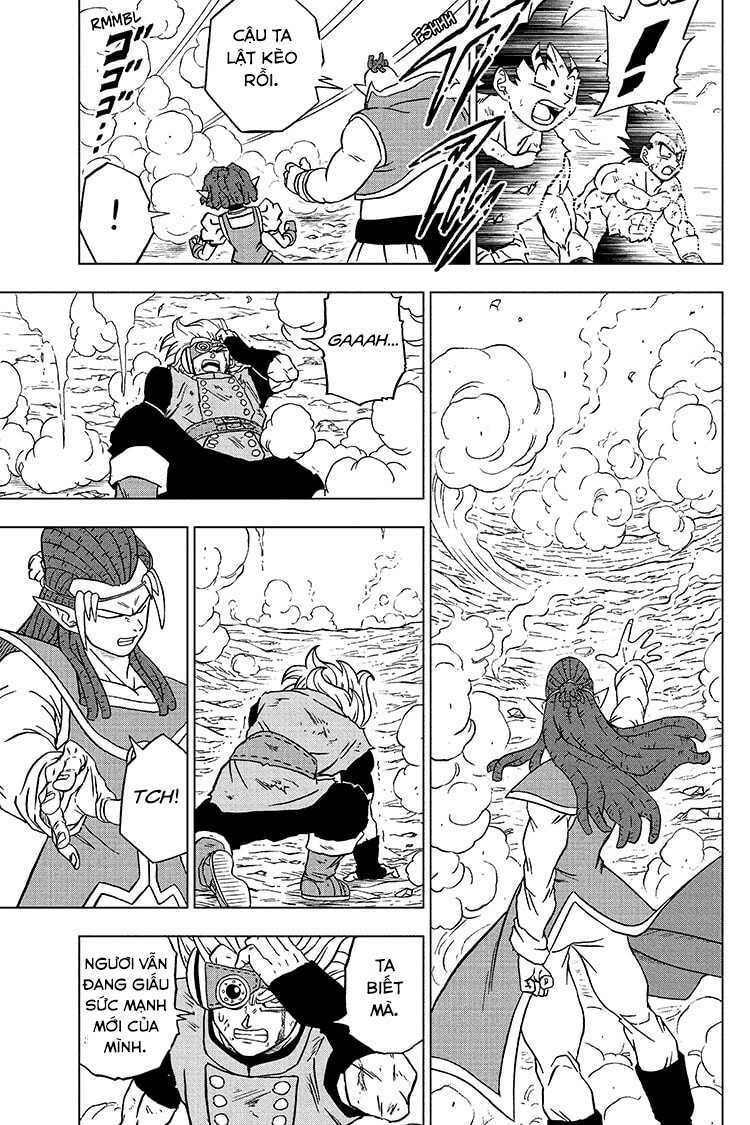 FSHHH
CẬU TA
LẬT KÈO
RỒI.
RMMBL
ゴゴゴゴ...
!
GAAAH...
TCH!
TA
BIẾT
MÀ.
NGƯƠI VẪN
ĐANG GIẤU
SỨC MẠNH
MỚI CỦA
MÌNH.